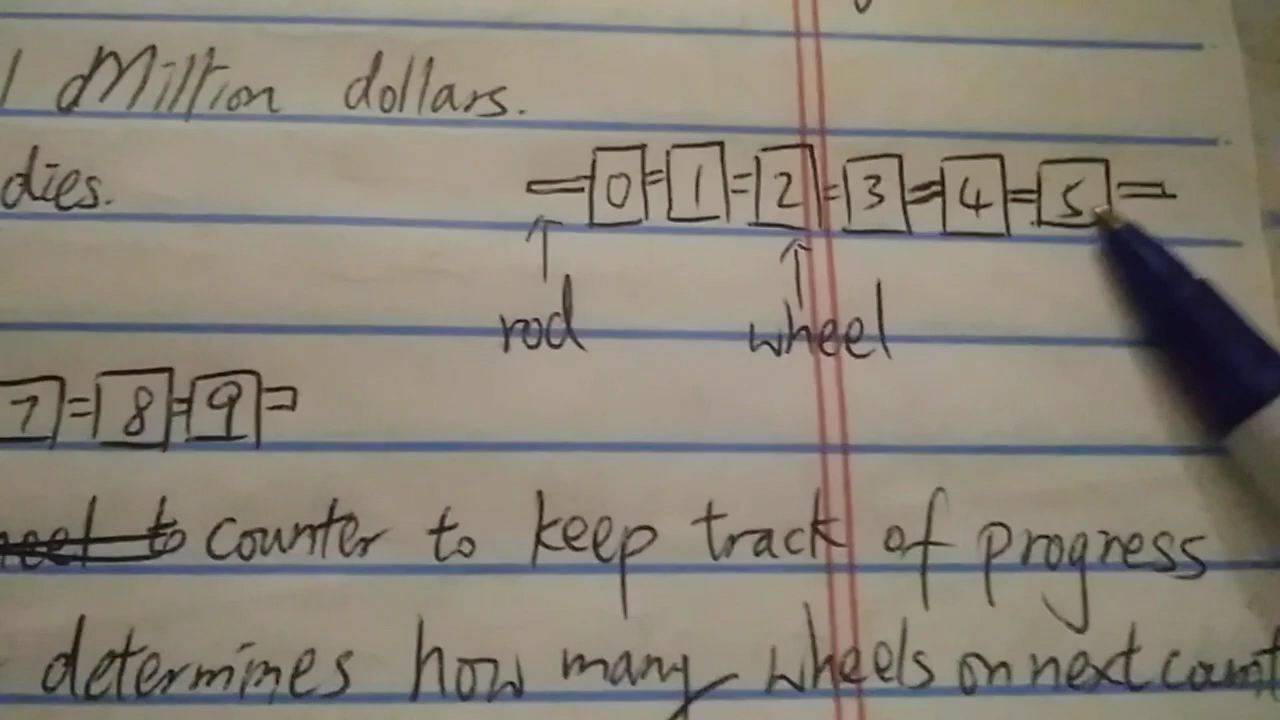 1 Million dollars.
dies.
0 = 1 = 2 = 3 = 4 = 5 =
rod wheel
7 = 8 = 9 =
counter to keep track of progress
determines how many wheels on next count